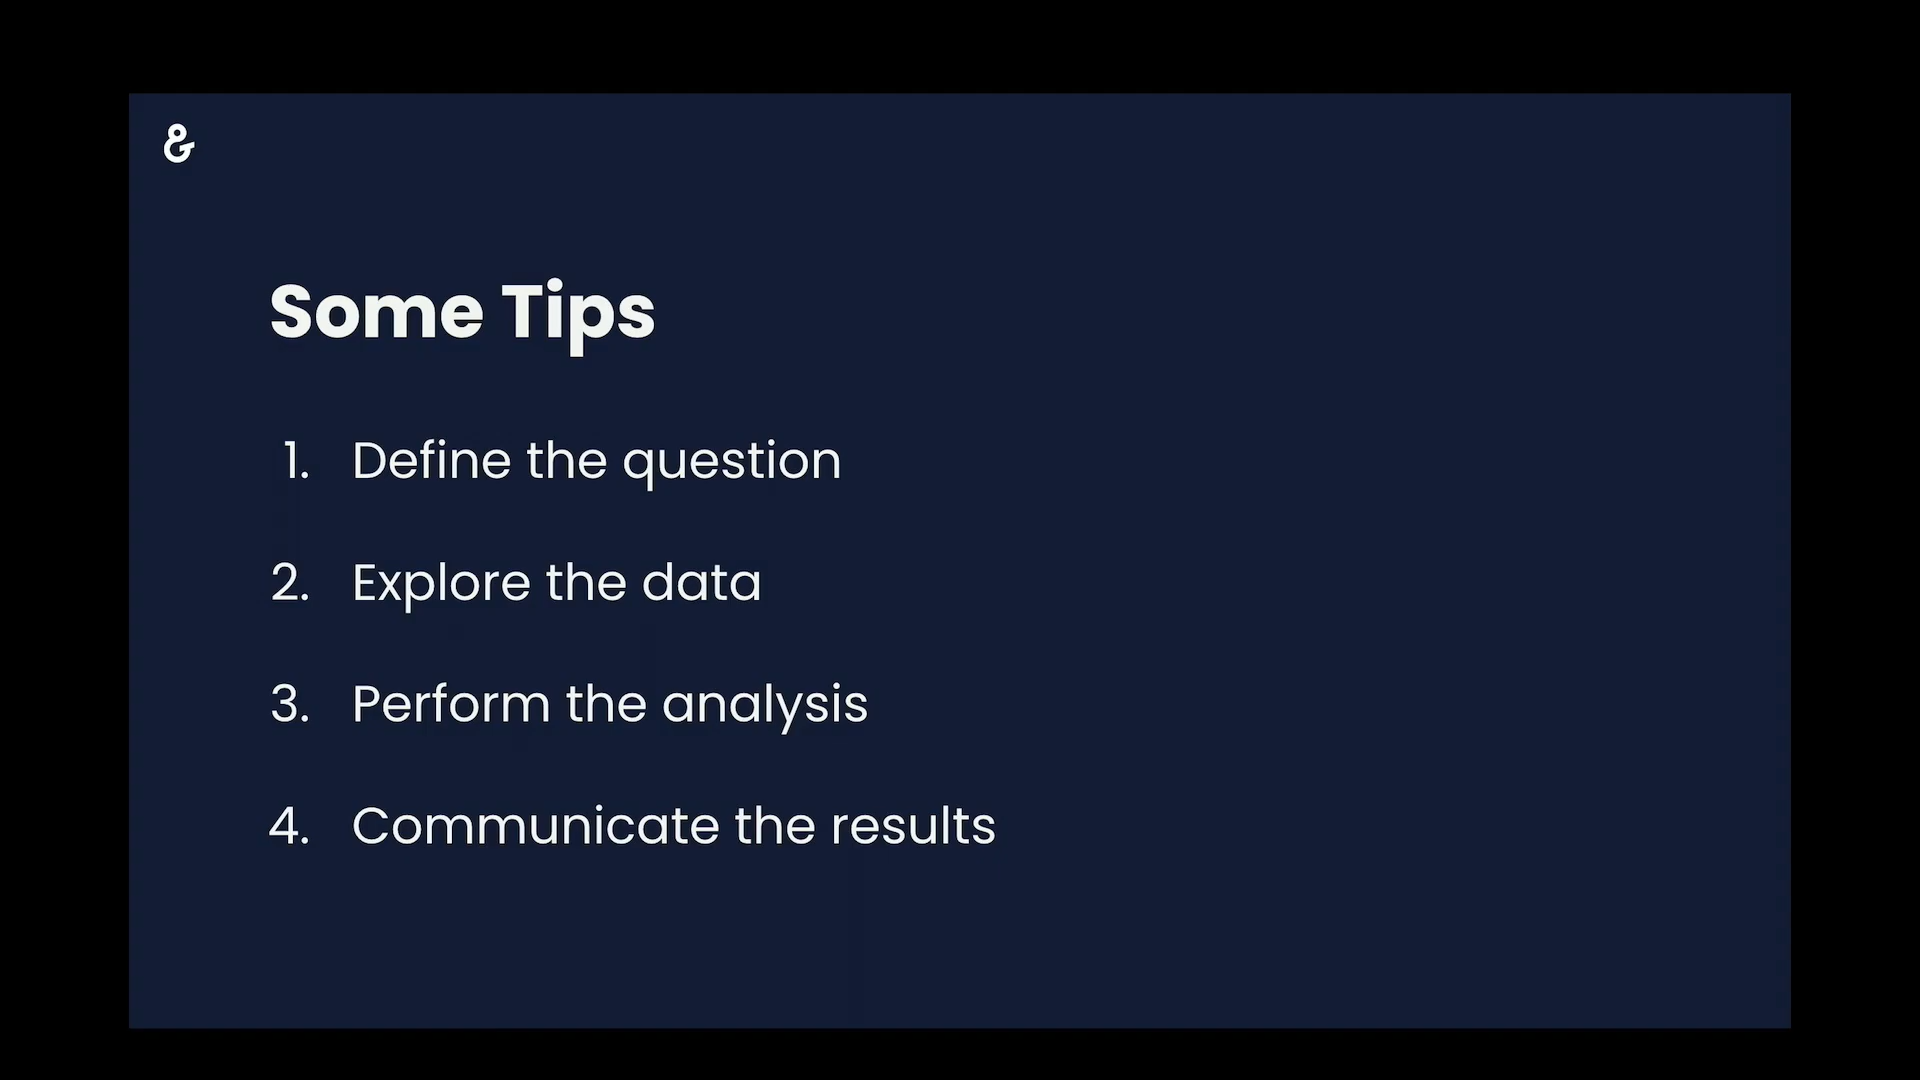 &
Some Tips
1. Define the question
2. Explore the data
3. Perform the analysis
4. Communicate the results